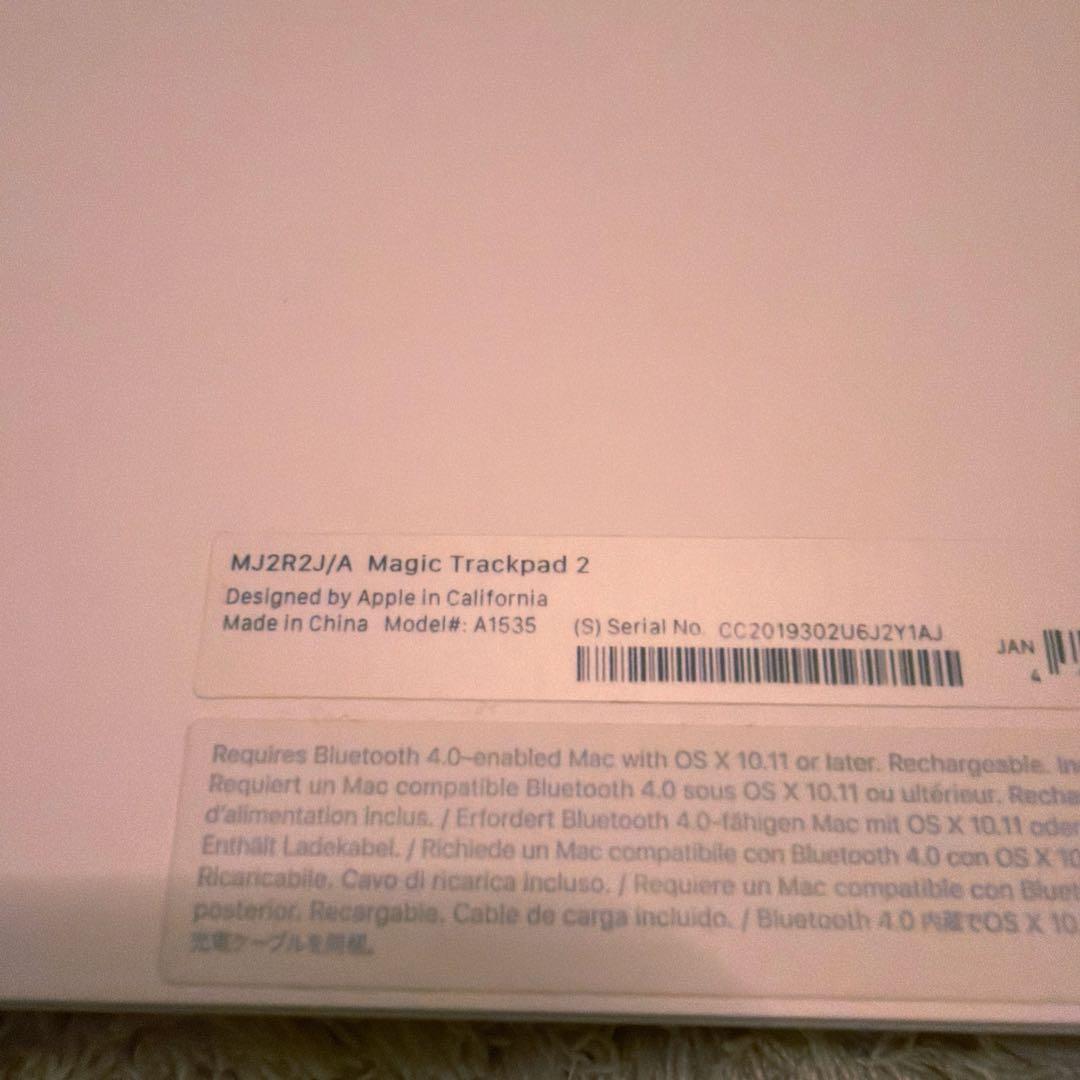 MJ2R2J/A Magic Trackpad 2
Designed by Apple in California
Made in China Model#: A1535 (S) Serial No. CC2019302U6J2Y1AJ JAN
4
Requires Bluetooth 4.0-enabled Mac with OS X 10.11 or later. Rechargeable.
Requiert un Mac compatible Bluetooth 4.0 sous OS X 10.11 ou ultérieur.
d'alimentation inclus. / Erfordert Bluetooth 4.0-fähigen Mac mit OS X 10.11 oder
Enthält Ladekabel. / Richiede un Mac compatibile con Bluetooth 4.0 con OS X
Ricaricabile. Cavo di ricarica incluso. / Requiere un Mac compatible con
posterior. Recargable. Cable de carga incluido. / Bluetooth 4.0 内蔵でOS X
充電ケーブルを同梱。